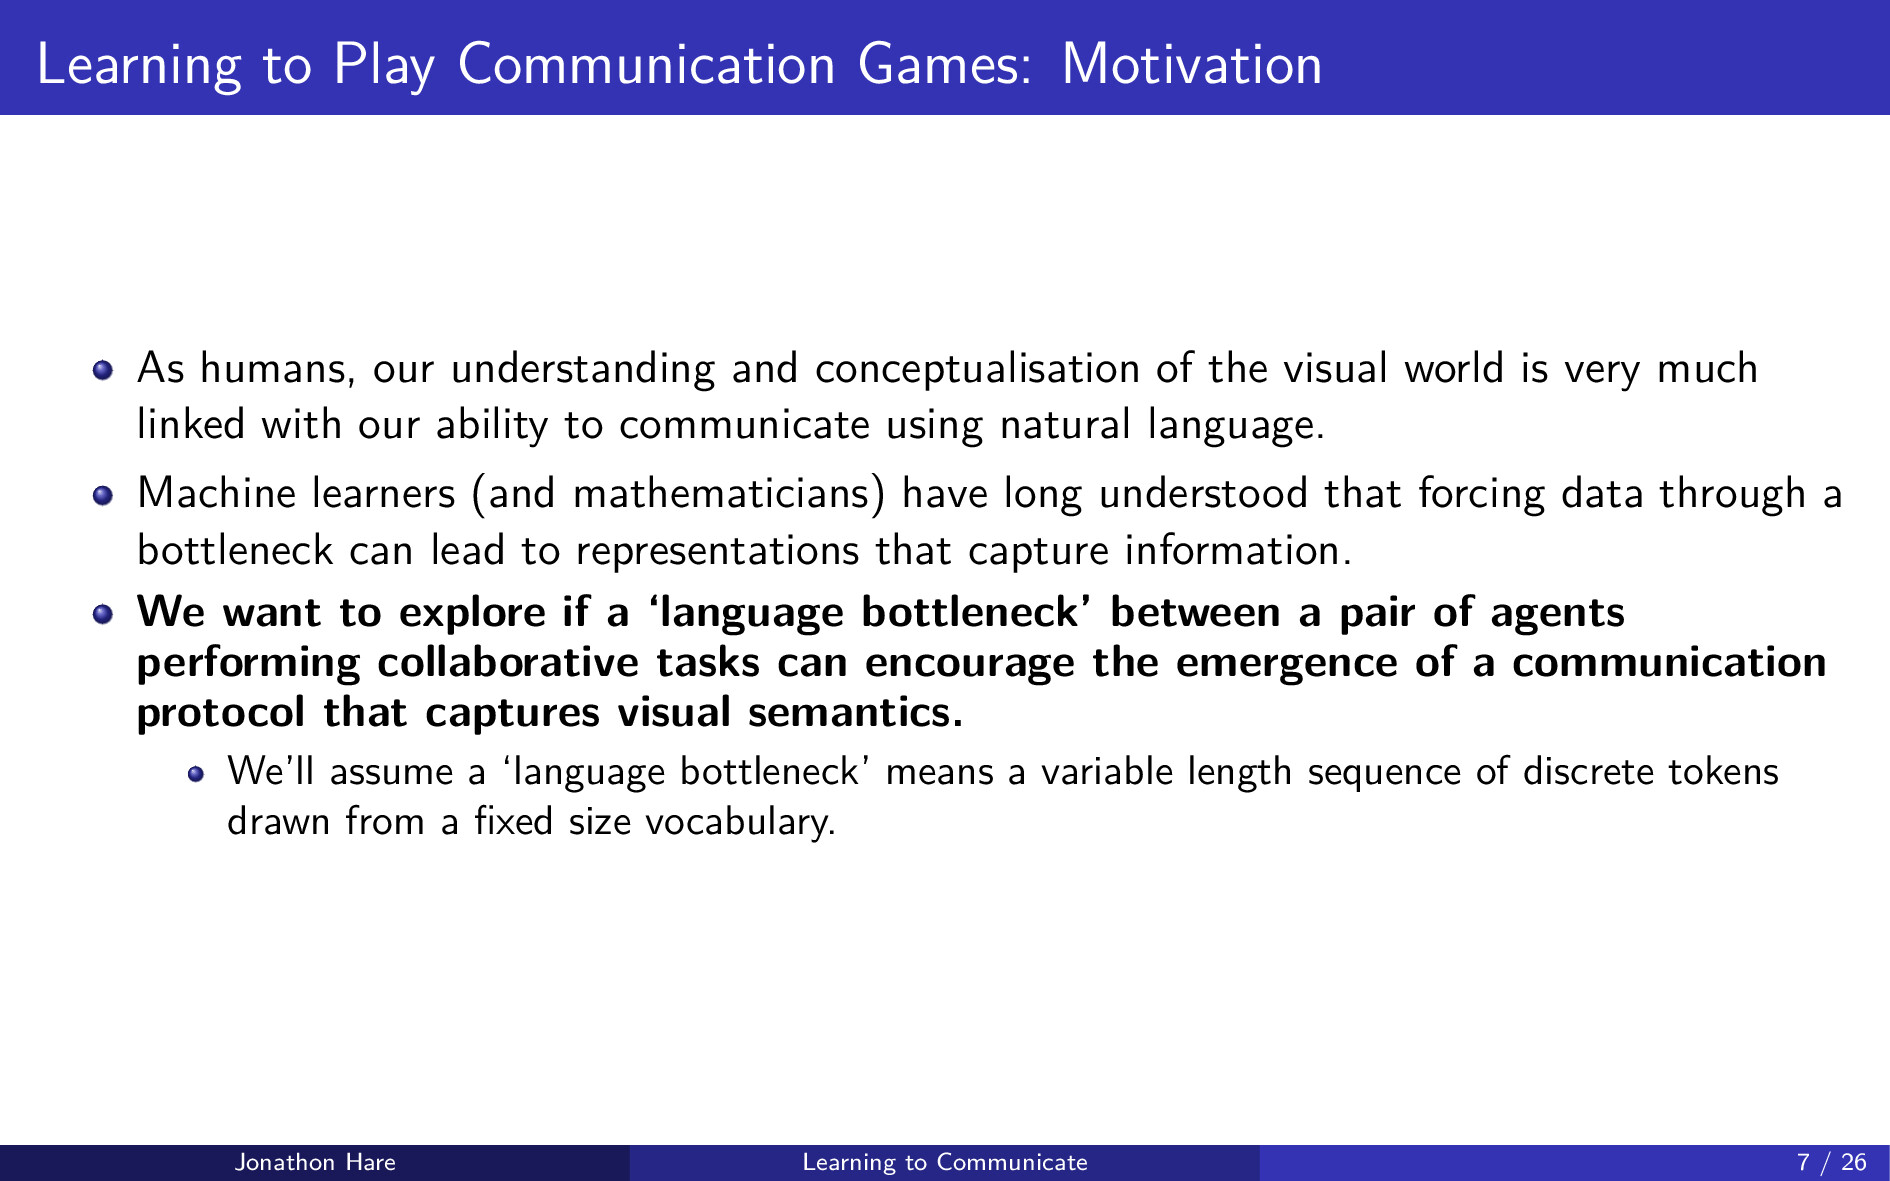 Learning to Play Communication Games: Motivation
As humans, our understanding and conceptualisation of the visual world is very much
linked with our ability to communicate using natural language.
Machine learners (and mathematicians) have long understood that forcing data through a
bottleneck can lead to representations that capture information.
We want to explore if a ‘language bottleneck’ between a pair of agents
performing collaborative tasks can encourage the emergence of a communication
protocol that captures visual semantics.
We’ll assume a ‘language bottleneck’ means a variable length sequence of discrete tokens
drawn from a fixed size vocabulary.
Jonathon Hare
Learning to Communicate
7 / 26